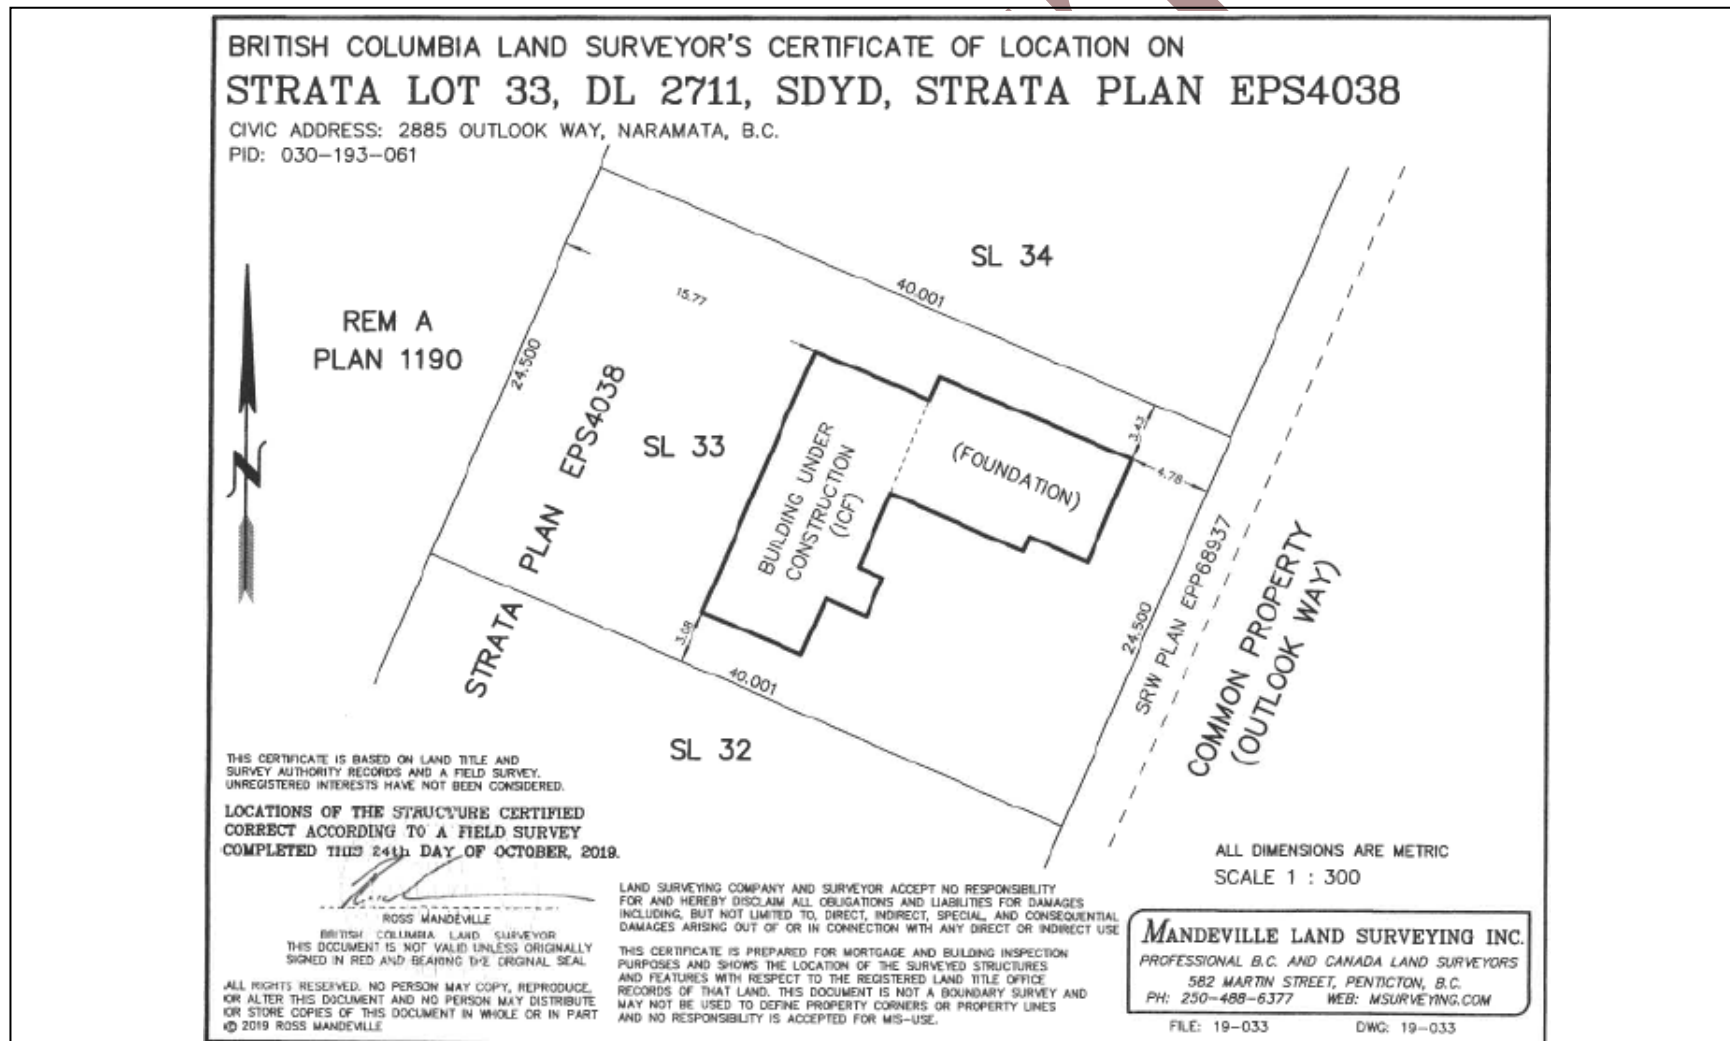 BRITISH COLUMBIA LAND SURVEYOR'S CERTIFICATE OF LOCATION ON
STRATA LOT 33, DL 2711, SDYD, STRATA PLAN EPS4038
CIVIC ADDRESS: 2885 OUTLOOK WAY, NARAMATA, B.C.
PID: 030-193-061
SL 34
40.001
15.77
REM A
PLAN 1190
24.500
N
STRATA PLAN EPS4038
SL 33
BUILDING UNDER
CONSTRUCTION
(ICF)
(FOUNDATION)
3.43
4.78
3.08
40.001
24.500
SRW PLAN EPP68937
COMMON PROPERTY
(OUTLOOK WAY)
SL 32
THIS CERTIFICATE IS BASED ON LAND TITLE AND
SURVEY AUTHORITY RECORDS AND A FIELD SURVEY.
UNREGISTERED INTERESTS HAVE NOT BEEN CONSIDERED.
LOCATIONS OF THE STRUCTURE CERTIFIED
CORRECT ACCORDING TO A FIELD SURVEY
COMPLETED THIS 24th DAY OF OCTOBER, 2019.
ROSS MANDEVILLE
BRITISH COLUMBIA LAND SURVEYOR
THIS DOCUMENT IS NOT VALID UNLESS ORIGINALLY
SIGNED IN RED AND BEARING THE ORIGINAL SEAL
ALL RIGHTS RESERVED. NO PERSON MAY COPY, REPRODUCE,
OR ALTER THIS DOCUMENT AND NO PERSON MAY DISTRIBUTE
OR STORE COPIES OF THIS DOCUMENT IN WHOLE OR IN PART
© 2019 ROSS MANDEVILLE
LAND SURVEYING COMPANY AND SURVEYOR ACCEPT NO RESPONSIBILITY
FOR AND HEREBY DISCLAIM ALL OBLIGATIONS AND LIABILITIES FOR DAMAGES
INCLUDING, BUT NOT LIMITED TO, DIRECT, INDIRECT, SPECIAL, AND CONSEQUENTIAL
DAMAGES ARISING OUT OF OR IN CONNECTION WITH ANY DIRECT OR INDIRECT USE
THIS CERTIFICATE IS PREPARED FOR MORTGAGE AND BUILDING INSPECTION
PURPOSES AND SHOWS THE LOCATION OF THE SURVEYED STRUCTURES
AND FEATURES WITH RESPECT TO THE REGISTERED LAND TITLE OFFICE
RECORDS OF THAT LAND. THIS DOCUMENT IS NOT A BOUNDARY SURVEY AND
MAY NOT BE USED TO DEFINE PROPERTY CORNERS OR PROPERTY LINES
AND NO RESPONSIBILITY IS ACCEPTED FOR MIS-USE.
ALL DIMENSIONS ARE METRIC
SCALE 1 : 300
MANDEVILLE LAND SURVEYING INC.
PROFESSIONAL B.C. AND CANADA LAND SURVEYORS
582 MARTIN STREET, PENTICTON, B.C.
PH: 250-488-6377 WEB: MSURVEYING.COM
FILE: 19-033 DWG: 19-033